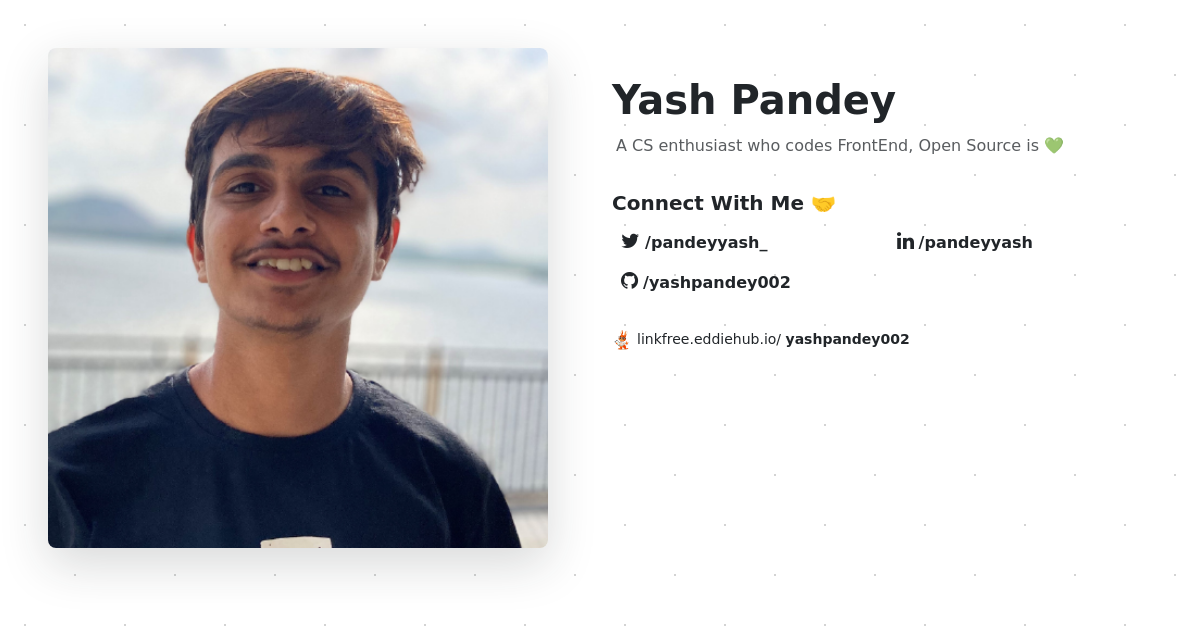 Yash Pandey
A CS enthusiast who codes FrontEnd, Open Source is 💚
Connect With Me 🤝
/pandeyyash_
/pandeyyash
/yashpandey002
linkfree.eddiehub.io/ yashpandey002